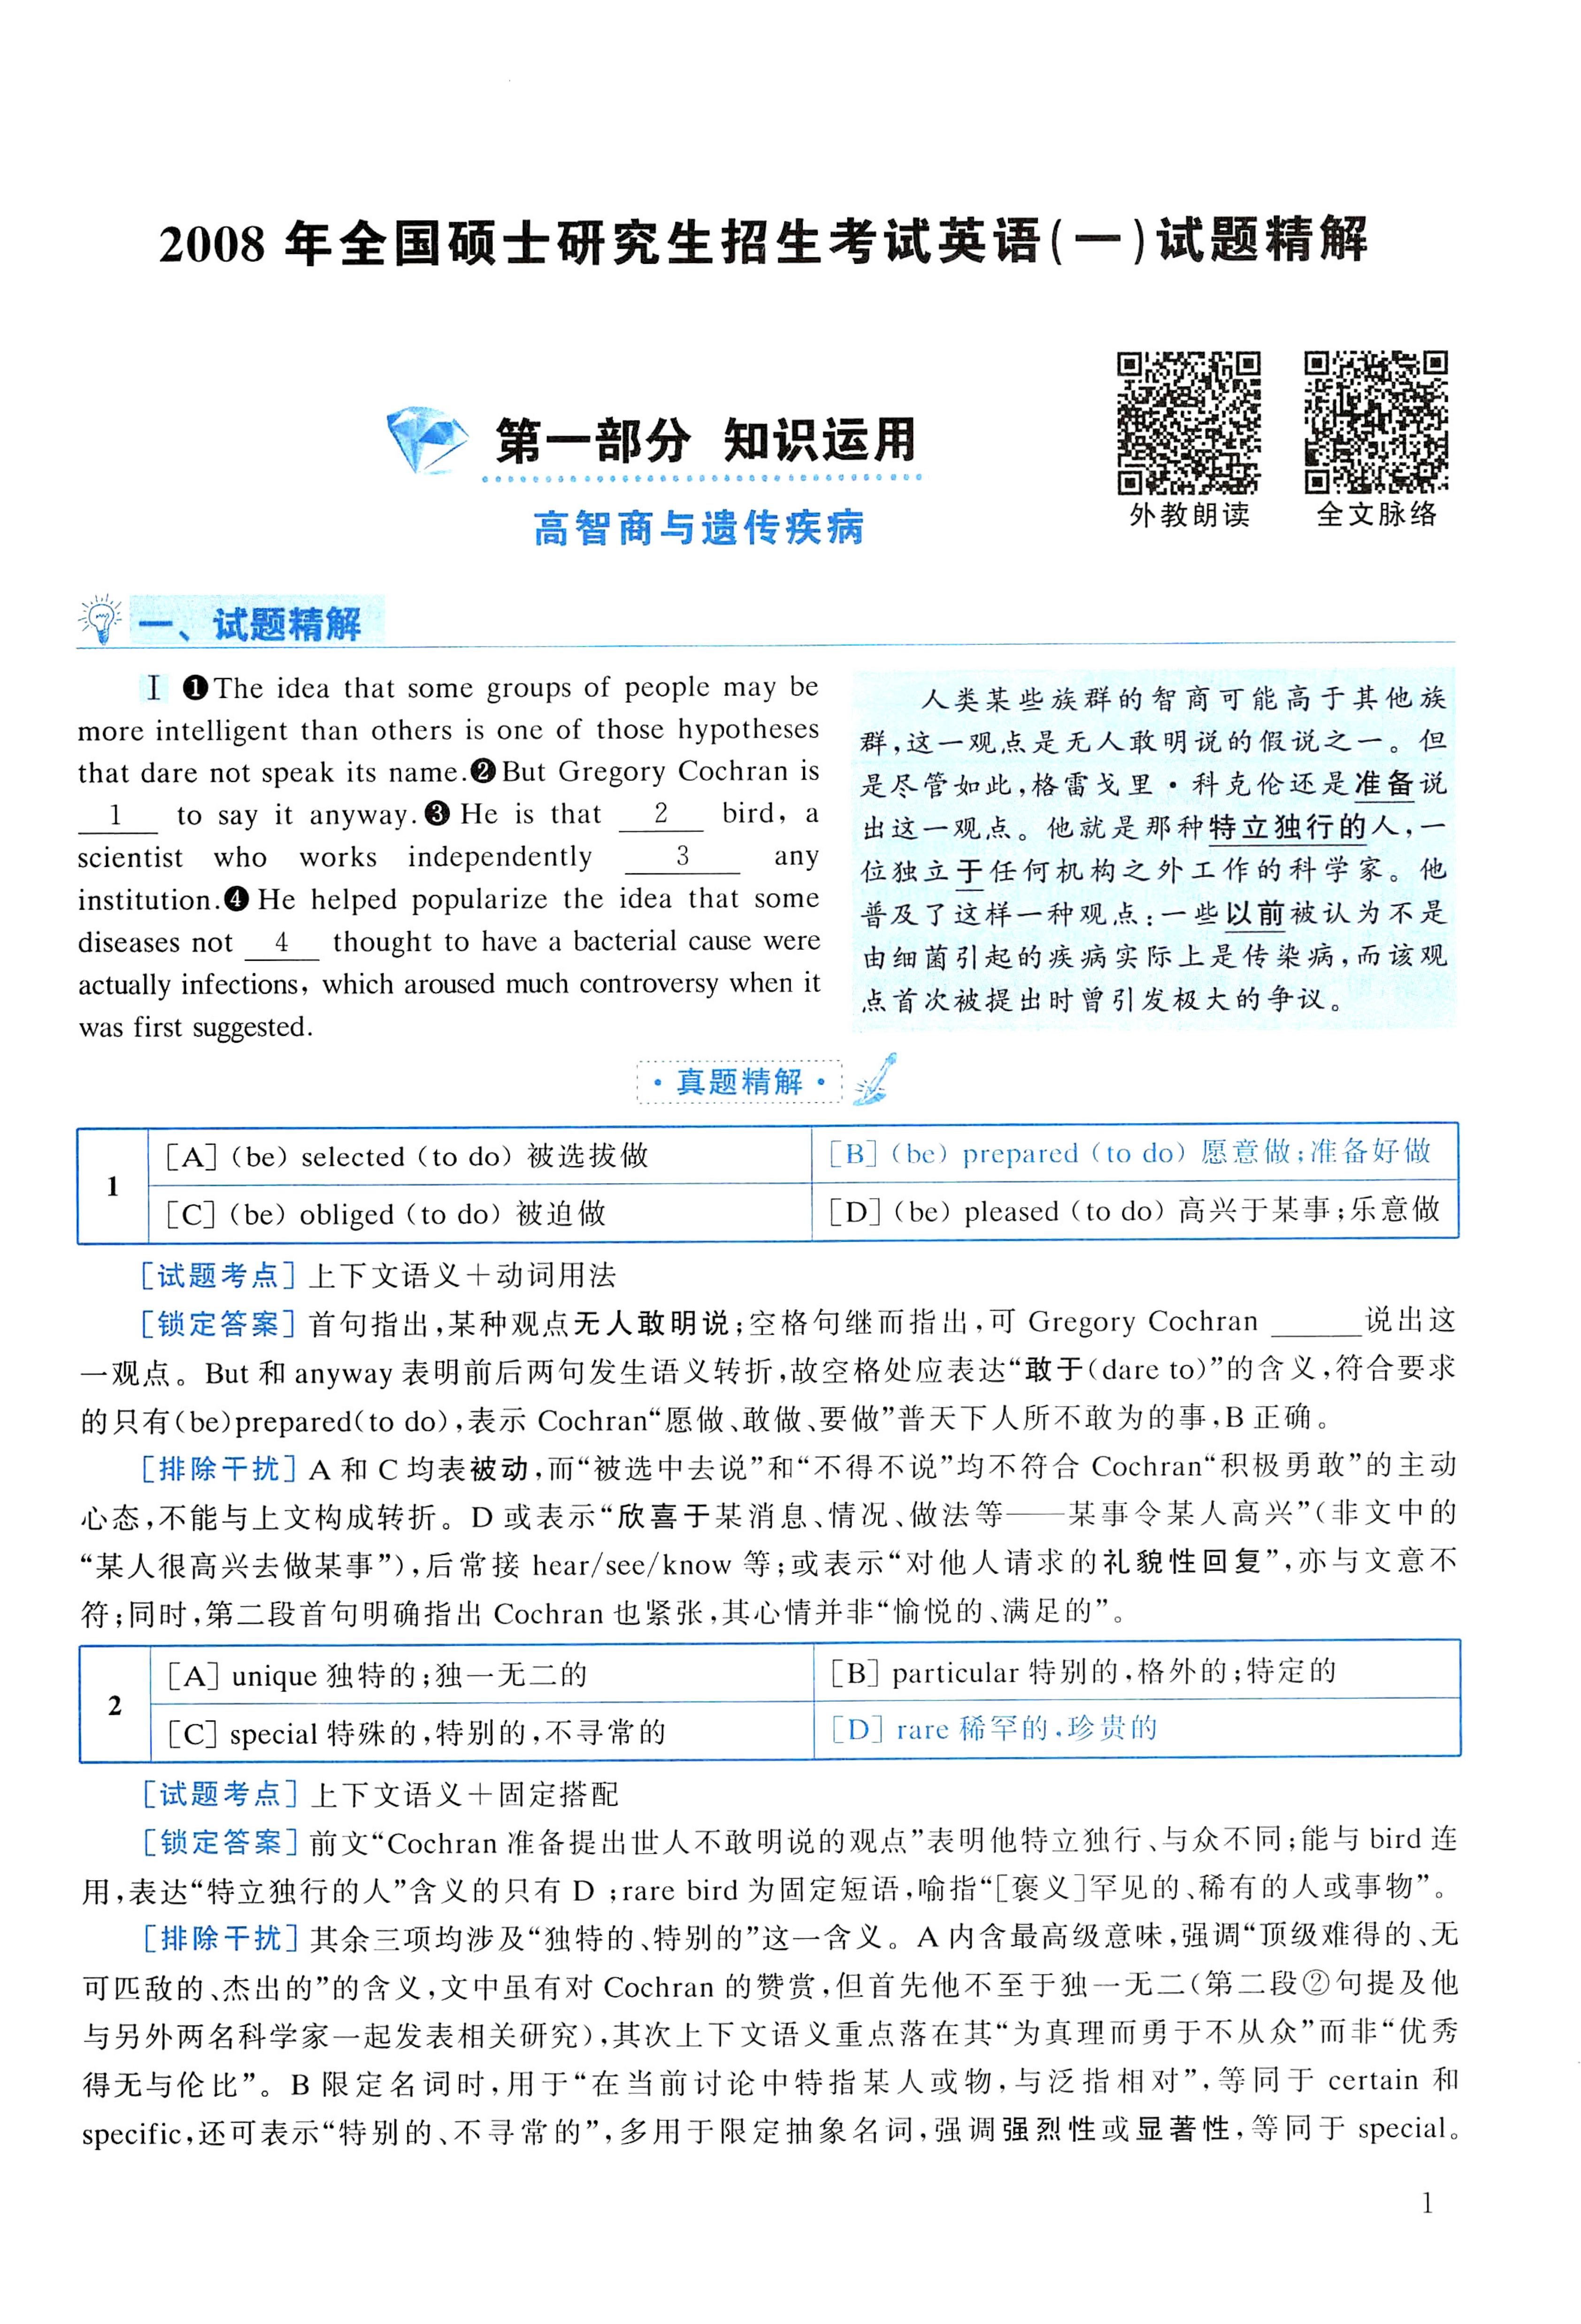 2008 年全国硕士研究生招生考试英语(一)试题精解
第一部分 知识运用
外教朗读 全文脉络
高智商与遗传疾病
一、试题精解
Ⅰ ❶The idea that some groups of people may be
more intelligent than others is one of those hypotheses
that dare not speak its name.❷But Gregory Cochran is
1 to say it anyway.❸ He is that 2 bird, a
scientist who works independently 3 any
institution.❹ He helped popularize the idea that some
diseases not 4 thought to have a bacterial cause were
actually infections, which aroused much controversy when it
was first suggested.
人类某些族群的智商可能高于其他族
群,这一观点是无人敢明说的假说之一。但
是尽管如此,格雷戈里·科克伦还是准备说
出这一观点。他就是那种特立独行的人,一
位独立于任何机构之外工作的科学家。他
普及了这样一种观点:一些以前被认为不是
由细菌引起的疾病实际上是传染病,而该观
点首次被提出时曾引发极大的争议。
·真题精解·
1
[A](be) selected (to do) 被选拔做 [B](be) prepared (to do) 愿意做;准备好做
[C](be) obliged (to do) 被迫做 [D](be) pleased (to do) 高兴于某事;乐意做
[试题考点] 上下文语义+动词用法
[锁定答案] 首句指出,某种观点无人敢明说;空格句继而指出,可 Gregory Cochran ______说出这
一观点。But 和 anyway 表明前后两句发生语义转折,故空格处应表达“敢于(dare to)”的含义,符合要求
的只有(be)prepared(to do),表示 Cochran“愿做、敢做、要做”普天下人所不敢为的事,B 正确。
[排除干扰] A 和 C 均表被动,而“被选中去说”和“不得不说”均不符合 Cochran“积极勇敢”的主动
心态,不能与上文构成转折。D 或表示“欣喜于某消息、情况、做法等——某事令某人高兴”(非文中的
“某人很高兴去做某事”),后常接 hear/see/know 等;或表示“对他人请求的礼貌性回复”,亦与文意不
符;同时,第二段首句明确指出 Cochran 也紧张,其心情并非“愉悦的、满足的”。
2
[A] unique 独特的;独一无二的 [B] particular 特别的,格外的;特定的
[C] special 特殊的,特别的,不寻常的 [D] rare 稀罕的,珍贵的
[试题考点] 上下文语义+固定搭配
[锁定答案] 前文“Cochran 准备提出世人不敢明说的观点”表明他特立独行、与众不同;能与 bird 连
用,表达“特立独行的人”含义的只有 D ;rare bird 为固定短语,喻指“[褒义]罕见的、稀有的人或事物”。
[排除干扰] 其余三项均涉及“独特的、特别的”这一含义。A 内含最高级意味,强调“顶级难得的、无
可匹敌的、杰出的”的含义,文中虽有对 Cochran 的赞赏,但首先他不至于独一无二(第二段②句提及他
与另外两名科学家一起发表相关研究),其次上下文语义重点落在其“为真理而勇于不从众”而非“优秀
得无与伦比”。B 限定名词时,用于“在当前讨论中特指某人或物,与泛指相对”,等同于 certain 和
specific,还可表示“特别的、不寻常的”,多用于限定抽象名词,强调强烈性或显著性,等同于 special。
1